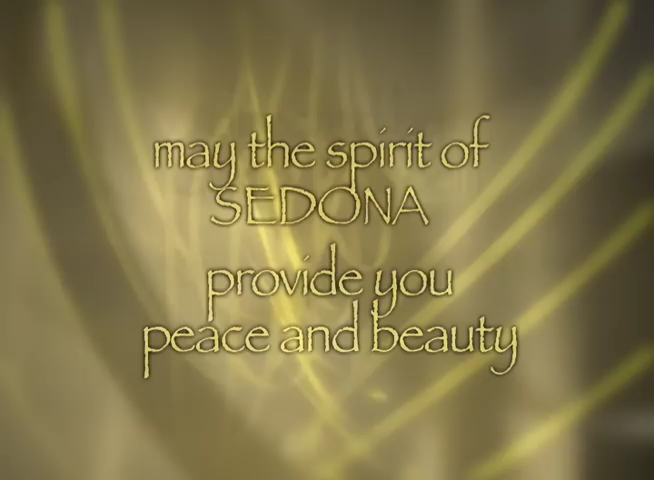 may the spirit of
SEDONA
provide you
peace and beauty